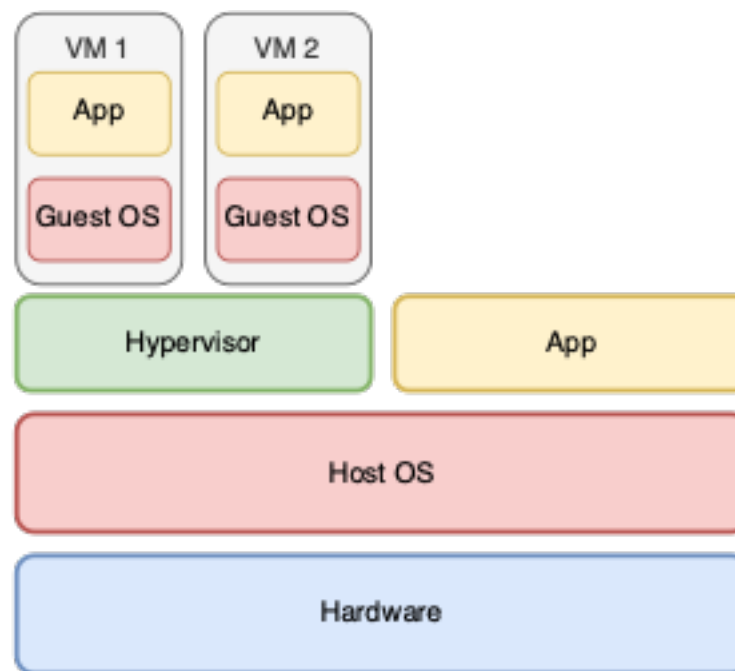 VM 1
VM 2
App
App
Guest OS
Guest OS
Hypervisor
App
Host OS
Hardware